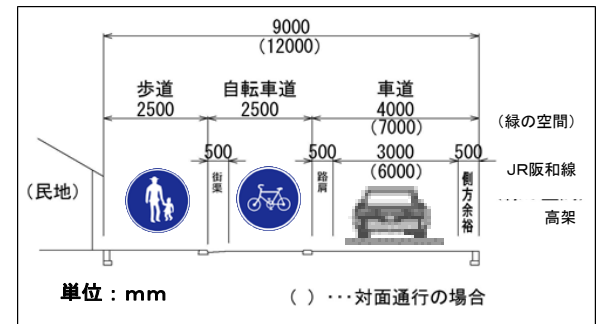 9000
(12000)
歩道
自転車道
車道
2500
2500
4000
(7000)
(緑の空間)
500
500
3000
500
(6000)
JR阪和線
(民地)
街渠
路肩
側方余裕
高架
単位：mm
( )･･･対面通行の場合